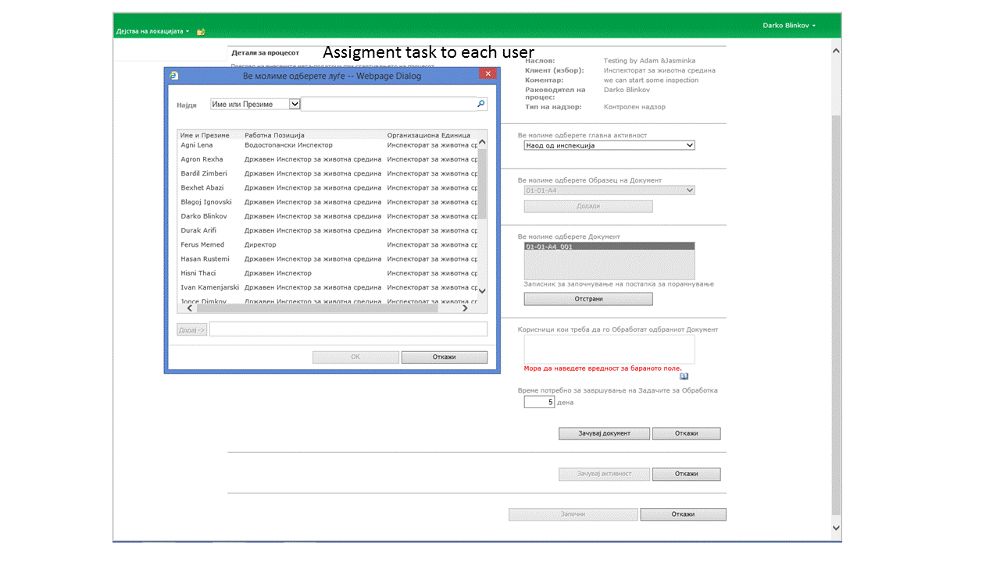 Darko Blinkov
Дејства на локацијата
Assigment task to each user
Детали за процесот
Преглед на внесените мета-податоци при стартувањето на процесот
Наслов: Testing by Adam &Jasminka
Клиент (избор): Инспекторат за животна средина
Коментар: we can start some inspection
Раководител на процес: Darko Blinkov
Тип на надзор: Контролен надзор
Ве молиме одберете луѓе -- Webpage Dialog
Најди Име или Презиме
Име и Презиме Работна Позиција Организациона Единица
Agni Lena Водостопански Инспектор Инспекторат за животна ср
Agron Rexha Државен Инспектор за животна средина Инспекторат за животна ср
Bardil Zimberi Државен Инспектор за животна средина Инспекторат за животна ср
Bexhet Abazi Државен Инспектор за животна средина Инспекторат за животна ср
Blagoj Ignovski Државен Инспектор за животна средина Инспекторат за животна ср
Darko Blinkov Државен Инспектор за животна средина Инспекторат за животна ср
Durak Arifi Државен Инспектор за животна средина Инспекторат за животна ср
Ferus Memed Директор Инспекторат за животна ср
Hasan Rustemi Државен Инспектор за животна средина Инспекторат за животна ср
Hisni Thaci Државен Инспектор Инспекторат за животна ср
Ivan Kamenjarski Државен Инспектор за животна средина Инспекторат за животна ср
Jonce Dimkov Државен Инспектор за животна средина Инспекторат за животна ср
Додај ->
OK Откажи
Ве молиме одберете главна активност
Наод од инспекција
Ве молиме одберете Образец на Документ
01-01-A4
Додади
Ве молиме одберете Документ
01-01-A4_001
Записник за започнување на постапка за порамнување
Отстрани
Корисници кои треба да го Обработат одбраниот Документ
Мора да наведете вредност за бараното поле.
Време потребно за завршување на Задачите за Обработка
5 дена
Зачувај документ Откажи
Зачувај активност Откажи
Започни Откажи